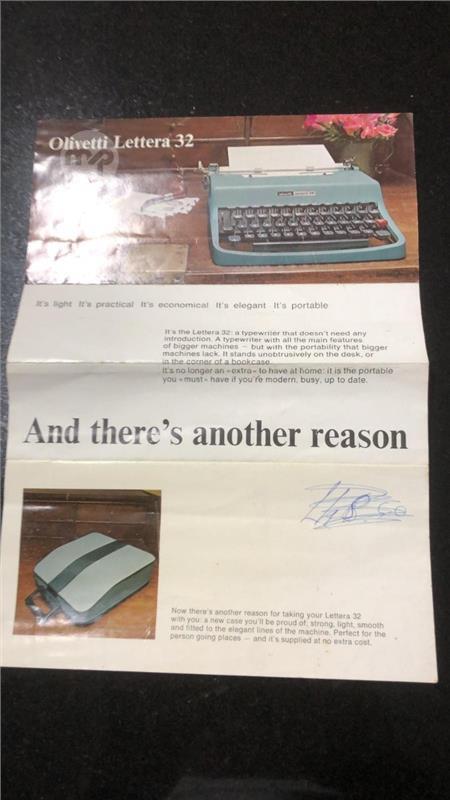 Olivetti Lettera 32
It's light It's practical It's economical It's elegant It's portable
It's the Lettera 32: a typewriter that doesn't need any
introduction. A typewriter with all the main features
of bigger machines – but with the portability that bigger
machines lack. It stands unobtrusively on the desk, or
in the corner of a bookcase.
It's no longer an «extra» to have at home: it is the portable
you «must» have if you're modern, busy, up to date.
And there's another reason
Now there's another reason for taking your Lettera 32
with you: a new case you'll be proud of, strong, light, smooth
and fitted to the elegant lines of the machine. Perfect for the
person going places – and it's supplied at no extra cost.